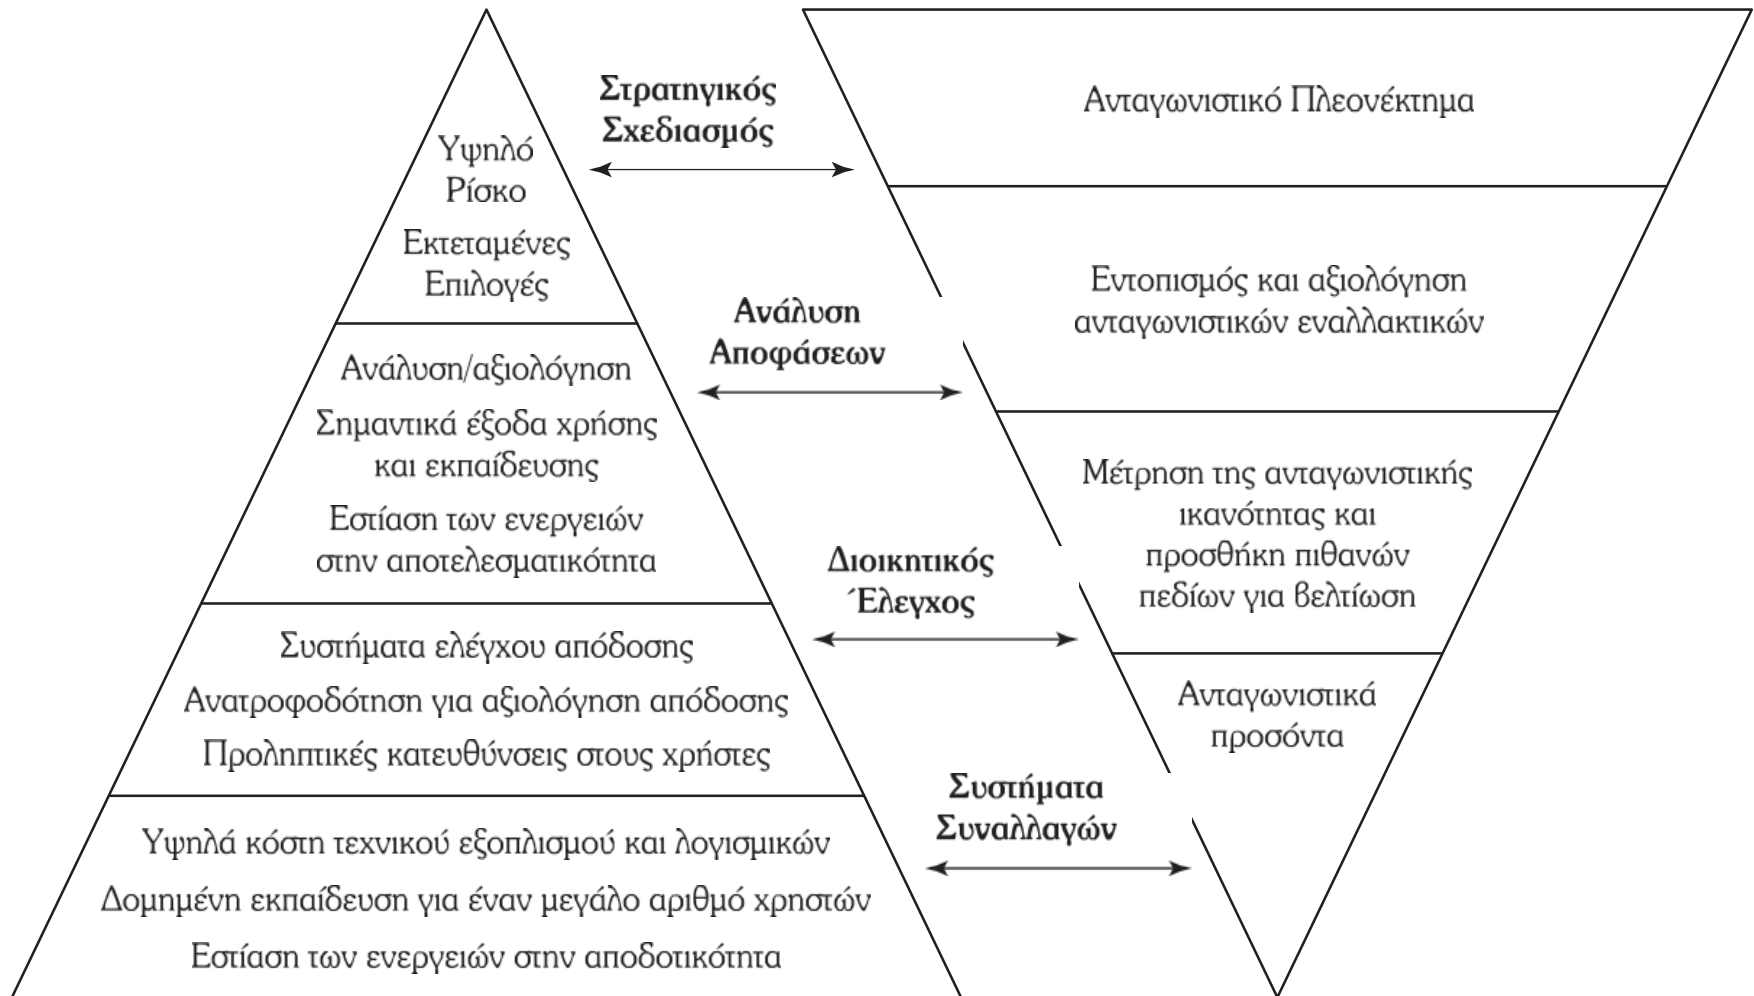 Υψηλό
Ρίσκο
Εκτεταμένες
Επιλογές
Ανάλυση/αξιολόγηση
Σημαντικά έξοδα χρήσης
και εκπαίδευσης
Εστίαση των ενεργειών
στην αποτελεσματικότητα
Συστήματα ελέγχου απόδοσης
Ανατροφοδότηση για αξιολόγηση απόδοσης
Προληπτικές κατευθύνσεις στους χρήστες
Υψηλά κόστη τεχνικού εξοπλισμού και λογισμικών
Δομημένη εκπαίδευση για έναν μεγάλο αριθμό χρηστών
Εστίαση των ενεργειών στην αποδοτικότητα
Στρατηγικός
Σχεδιασμός
Ανάλυση
Αποφάσεων
Διοικητικός
Έλεγχος
Συστήματα
Συναλλαγών
Ανταγωνιστικό Πλεονέκτημα
Εντοπισμός και αξιολόγηση
ανταγωνιστικών εναλλακτικών
Μέτρηση της ανταγωνιστικής
ικανότητας και
προσθήκη πιθανών
πεδίων για βελτίωση
Ανταγωνιστικά
προσόντα